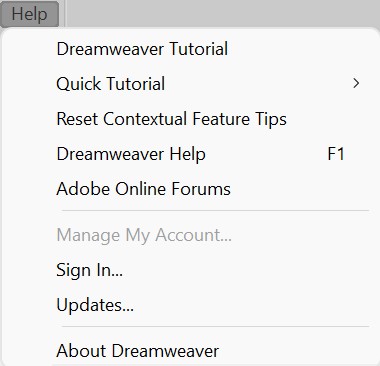 Help
Dreamweaver Tutorial
Quick Tutorial
Reset Contextual Feature Tips
Dreamweaver Help F1
Adobe Online Forums
Manage My Account...
Sign In...
Updates...
About Dreamweaver